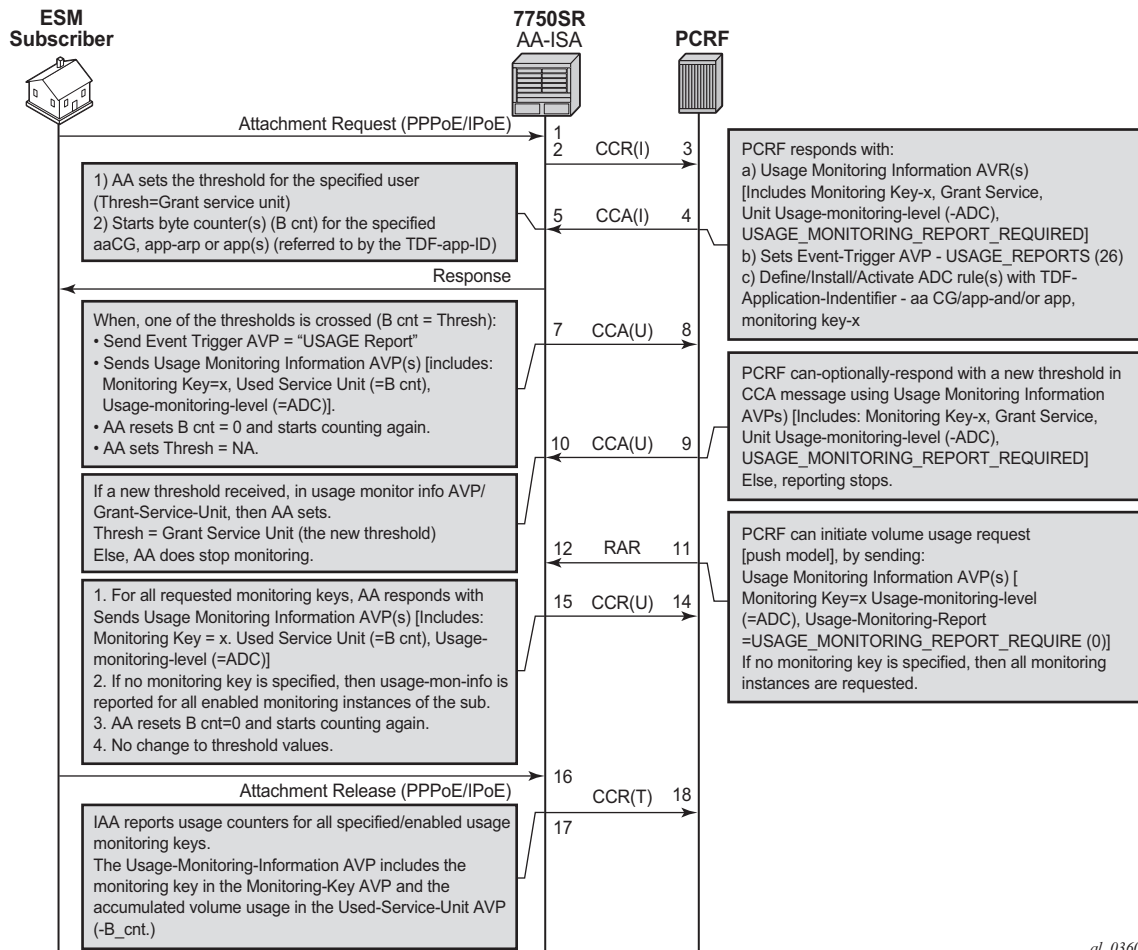 ESM
Subscriber
7750SR
AA-ISA
PCRF
Attachment Request (PPPoE/IPoE)
1
2
CCR(I)
3
PCRF responds with:
a) Usage Monitoring Information AVR(s)
[Includes Monitoring Key-x, Grant Service,
Unit Usage-monitoring-level (-ADC),
USAGE_MONITORING_REPORT_REQUIRED]
b) Sets Event-Trigger AVP - USAGE_REPORTS (26)
c) Define/Install/Activate ADC rule(s) with TDF-
Application-Indentifier - aa CG/app-and/or app,
monitoring key-x
1) AA sets the threshold for the specified user
(Thresh=Grant service unit)
2) Starts byte counter(s) (B cnt) for the specified
aaCG, app-arp or app(s) (referred to by the TDF-app-ID)
5
CCA(I)
4
Response
When, one of the thresholds is crossed (B cnt = Thresh):
• Send Event Trigger AVP = “USAGE Report”
• Sends Usage Monitoring Information AVP(s) [includes:
Monitoring Key=x, Used Service Unit (=B cnt),
Usage-monitoring-level (=ADC)].
• AA resets B cnt = 0 and starts counting again.
• AA sets Thresh = NA.
7
CCA(U)
8
PCRF can-optionally-respond with a new threshold in
CCA message using Usage Monitoring Information
AVPs) [Includes: Monitoring Key-x, Grant Service,
Unit Usage-monitoring-level (-ADC),
USAGE_MONITORING_REPORT_REQUIRED]
Else, reporting stops.
10
CCA(U)
9
If a new threshold received, in usage monitor info AVP/
Grant-Service-Unit, then AA sets.
Thresh = Grant Service Unit (the new threshold)
Else, AA does stop monitoring.
12
RAR
11
PCRF can initiate volume usage request
[push model], by sending:
Usage Monitoring Information AVP(s) [
Monitoring Key=x Usage-monitoring-level
(=ADC), Usage-Monitoring-Report
=USAGE_MONITORING_REPORT_REQUIRE (0)]
If no monitoring key is specified, then all monitoring
instances are requested.
1. For all requested monitoring keys, AA responds with
Sends Usage Monitoring Information AVP(s) [Includes:
Monitoring Key = x. Used Service Unit (=B cnt), Usage-
monitoring-level (=ADC)]
2. If no monitoring key is specified, then usage-mon-info is
reported for all enabled monitoring instances of the sub.
3. AA resets B cnt=0 and starts counting again.
4. No change to threshold values.
15
CCR(U)
14
16
Attachment Release (PPPoE/IPoE)
CCR(T)
18
17
IAA reports usage counters for all specified/enabled usage
monitoring keys.
The Usage-Monitoring-Information AVP includes the
monitoring key in the Monitoring-Key AVP and the
accumulated volume usage in the Used-Service-Unit AVP
(-B_cnt.)
al_0360